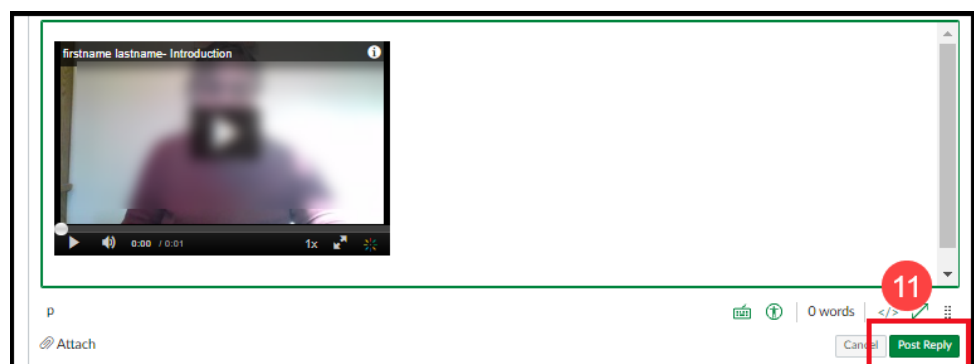 firstname lastname- Introduction
0:00 / 0:01 1x
11
p 0 words </>
Attach Cancel Post Reply